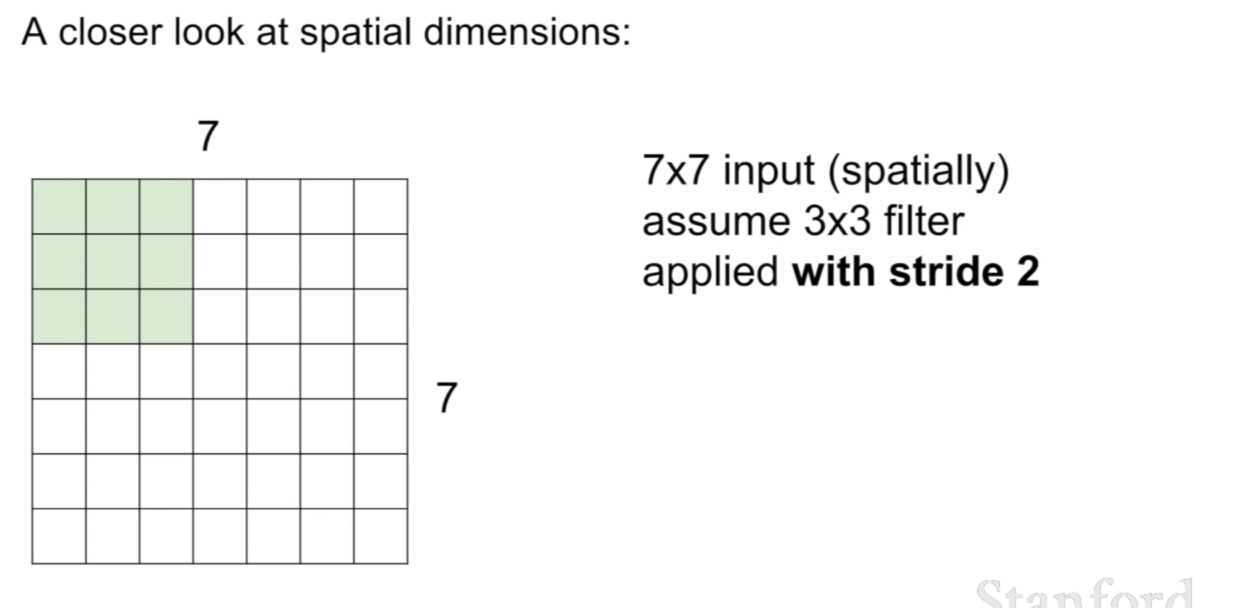 A closer look at spatial dimensions:
7
7x7 input (spatially)
assume 3x3 filter
applied with stride 2
7
Stanford